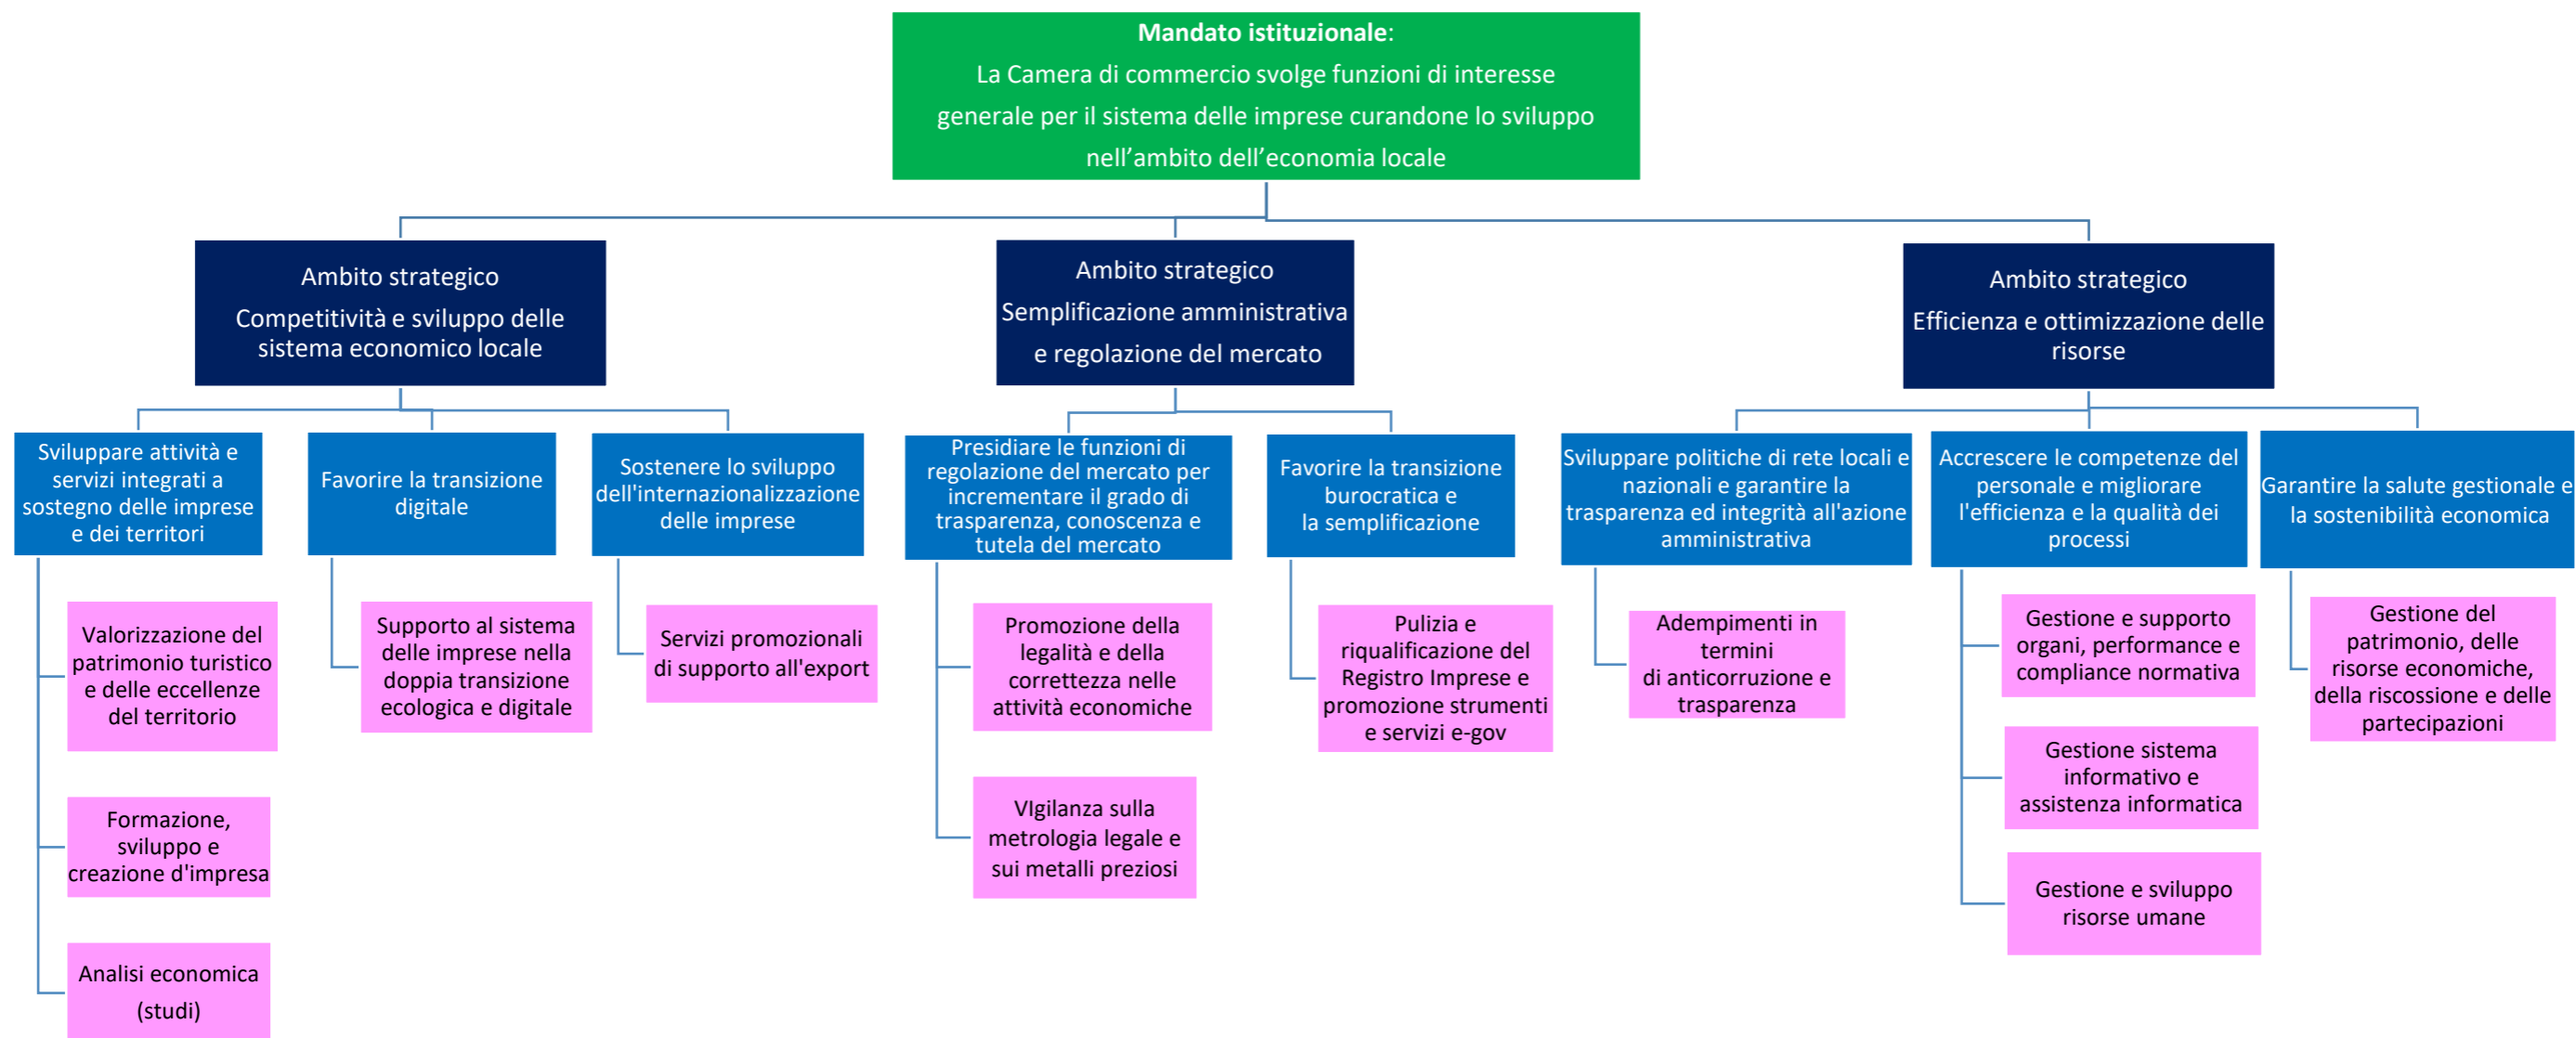 Mandato istituzionale:
La Camera di commercio svolge funzioni di interesse
generale per il sistema delle imprese curandone lo sviluppo
nell’ambito dell’economia locale
Ambito strategico
Competitività e sviluppo delle
sistema economico locale
Ambito strategico
Semplificazione amministrativa
e regolazione del mercato
Ambito strategico
Efficienza e ottimizzazione delle
risorse
Sviluppare attività e
servizi integrati a
sostegno delle imprese
e dei territori
Favorire la transizione
digitale
Sostenere lo sviluppo
dell'internazionalizzazione
delle imprese
Presidiare le funzioni di
regolazione del mercato per
incrementare il grado di
trasparenza, conoscenza e
tutela del mercato
Favorire la transizione
burocratica e
la semplificazione
Sviluppare politiche di rete locali e
nazionali e garantire la
trasparenza ed integrità all'azione
amministrativa
Accrescere le competenze del
personale e migliorare
l'efficienza e la qualità dei
processi
Garantire la salute gestionale e
la sostenibilità economica
Valorizzazione del
patrimonio turistico
e delle eccellenze
del territorio
Supporto al sistema
delle imprese nella
doppia transizione
ecologica e digitale
Servizi promozionali
di supporto all'export
Promozione della
legalità e della
correttezza nelle
attività economiche
Pulizia e
riqualificazione del
Registro Imprese e
promozione strumenti
e servizi e-gov
Adempimenti in
termini
di anticorruzione e
trasparenza
Gestione e supporto
organi, performance e
compliance normativa
Gestione del
patrimonio, delle
risorse economiche,
della riscossione e delle
partecipazioni
Formazione,
sviluppo e
creazione d'impresa
VIgilanza sulla
metrologia legale e
sui metalli preziosi
Gestione sistema
informativo e
assistenza informatica
Analisi economica
(studi)
Gestione e sviluppo
risorse umane